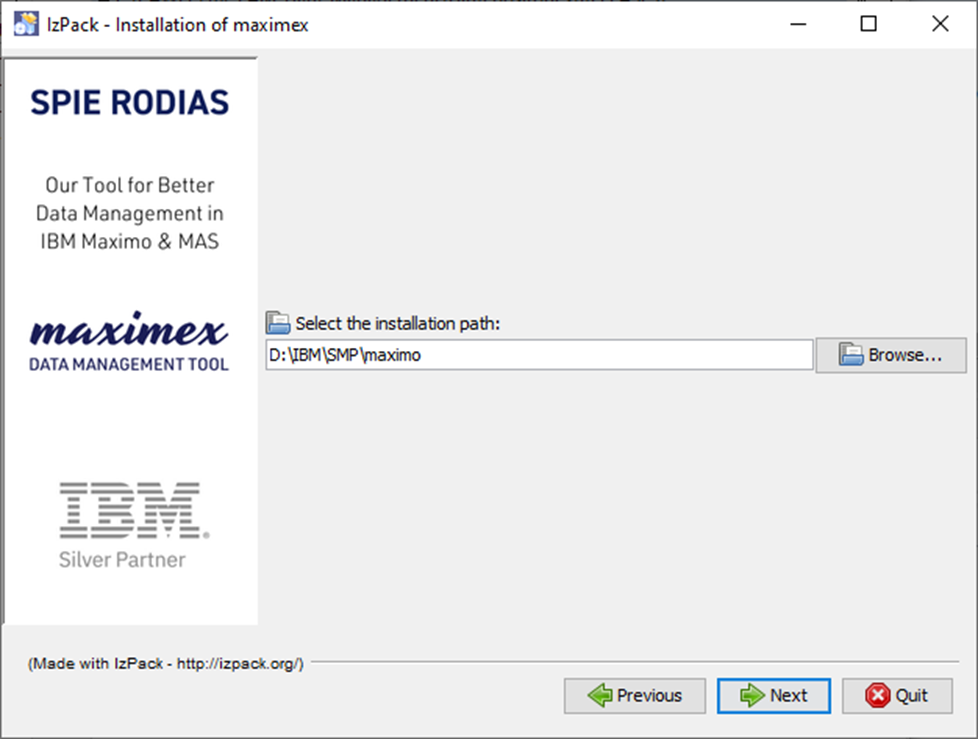 IzPack - Installation of maximex
SPIE RODIAS
Our Tool for Better
Data Management in
IBM Maximo & MAS
maximex
DATA MANAGEMENT TOOL
IBM®
Silver Partner
Select the installation path:
D:\IBM\SMP\maximo
Browse...
(Made with IzPack - http://izpack.org/)
Previous
Next
Quit